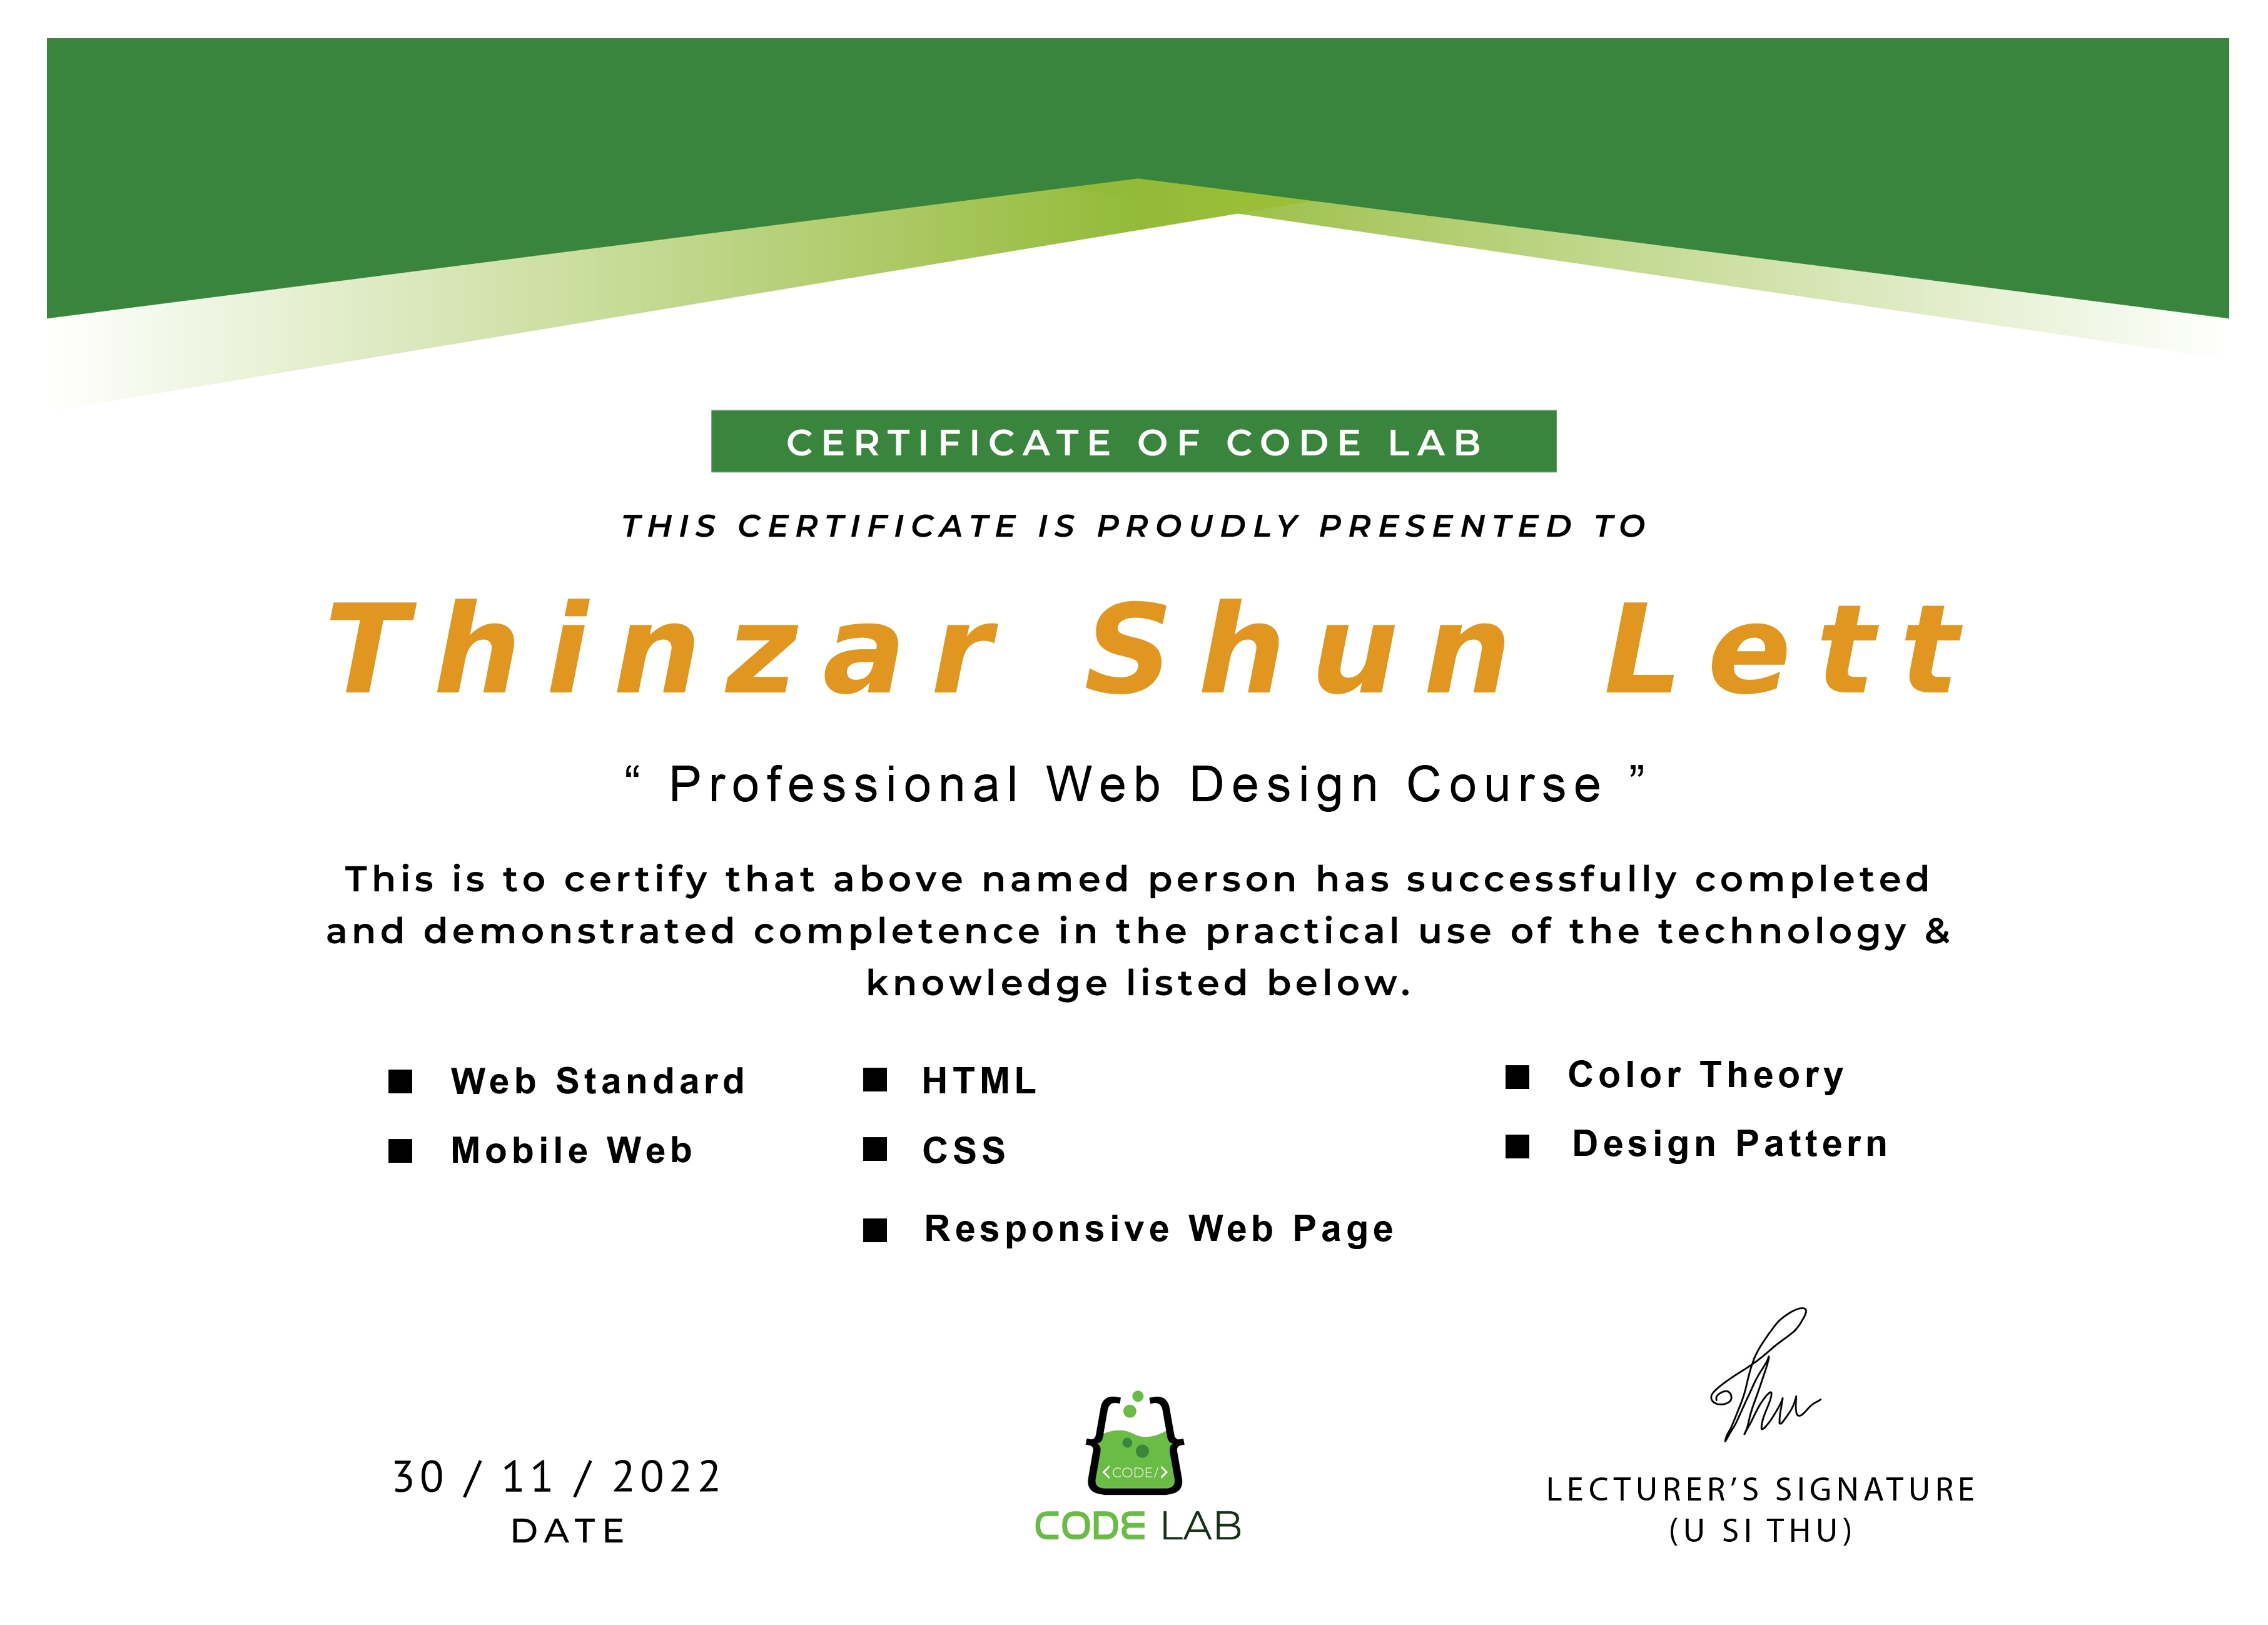 CERTIFICATE OF CODE LAB
THIS CERTIFICATE IS PROUDLY PRESENTED TO
Thinzar Shun Lett
“ Professional Web Design Course ”
This is to certify that above named person has successfully completed
and demonstrated completence in the practical use of the technology &
knowledge listed below.
■ Web Standard
■ Mobile Web
■ HTML
■ CSS
■ Responsive Web Page
■ Color Theory
■ Design Pattern
30 / 11 / 2022
DATE
<CODE/>
CODE LAB
Thu
LECTURER’S SIGNATURE
(U SI THU)